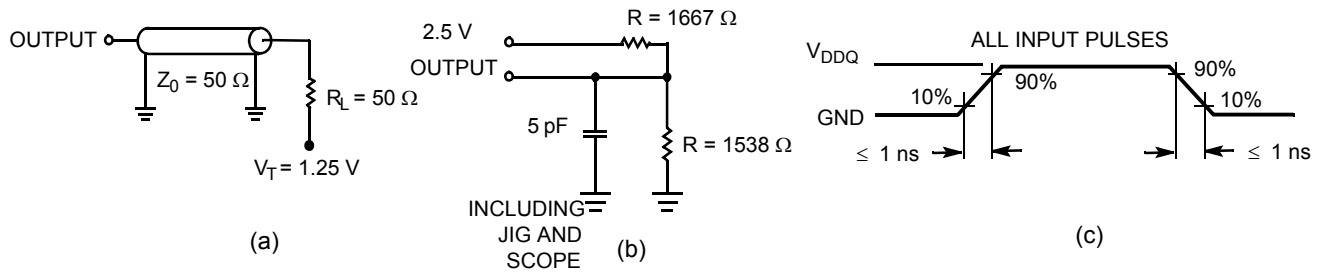 OUTPUT
Z0 = 50 Ω
RL = 50 Ω
VT = 1.25 V
(a)
R = 1667 Ω
2.5 V
OUTPUT
5 pF
R = 1538 Ω
INCLUDING
JIG AND
SCOPE
(b)
ALL INPUT PULSES
VDDQ
90%
90%
10%
10%
GND
≤ 1 ns
≤ 1 ns
(c)